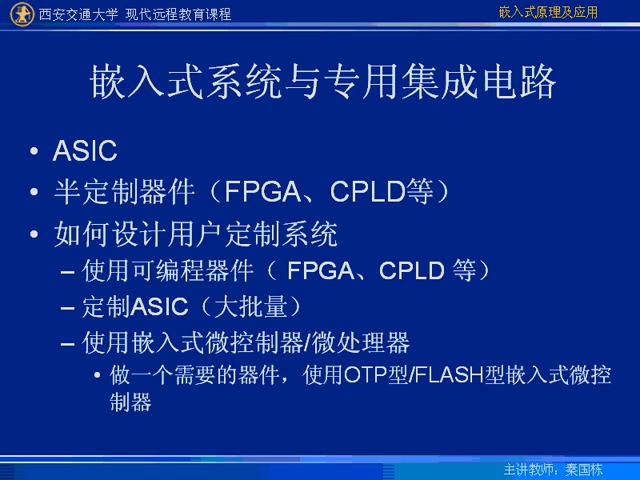 西安交通大学 现代远程教育课程
嵌入式原理及应用
嵌入式系统与专用集成电路
• ASIC
• 半定制器件（FPGA、CPLD等）
• 如何设计用户定制系统
– 使用可编程器件（ FPGA、CPLD 等）
– 定制ASIC（大批量）
– 使用嵌入式微控制器/微处理器
• 做一个需要的器件，使用OTP型/FLASH型嵌入式微控
制器
主讲教师：秦国栋